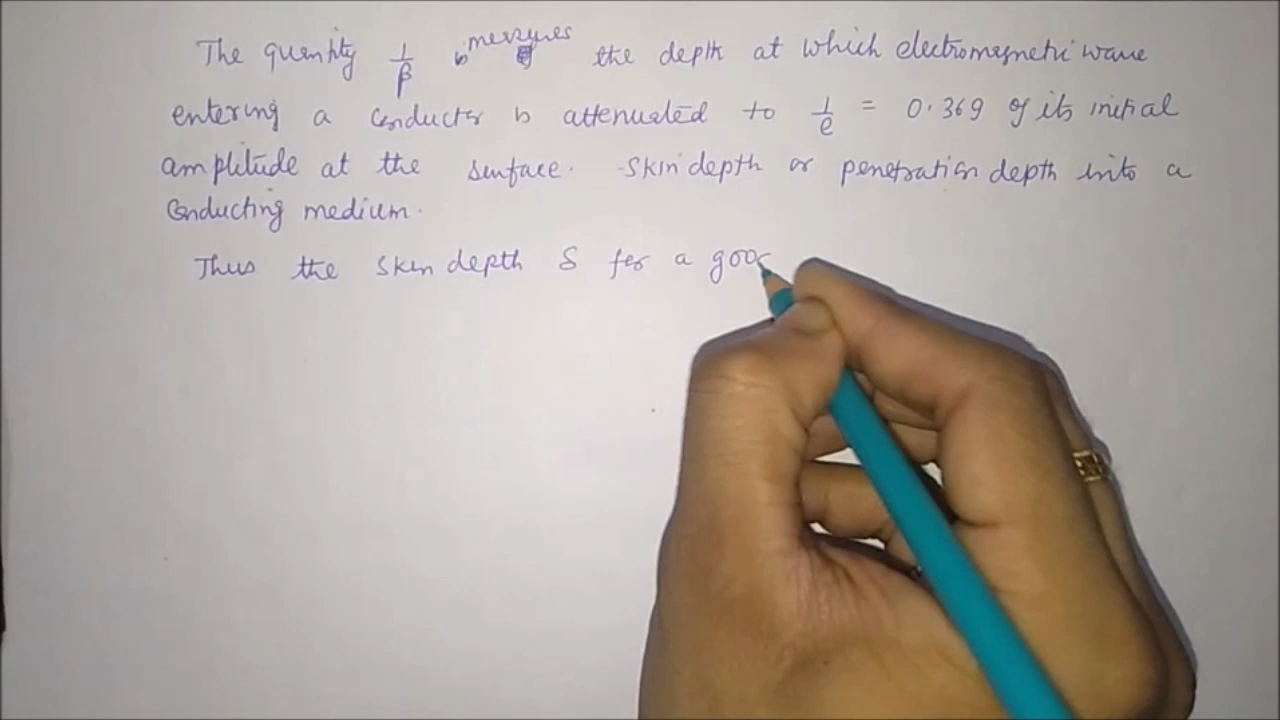 The quantity 1/β measures the depth at which electromagnetic wave
entering a conductor is attenuated to 1/e = 0.369 of its initial
amplitude at the surface. Skin depth or penetration depth into a
Conducting medium.
Thus the skin depth S for a good